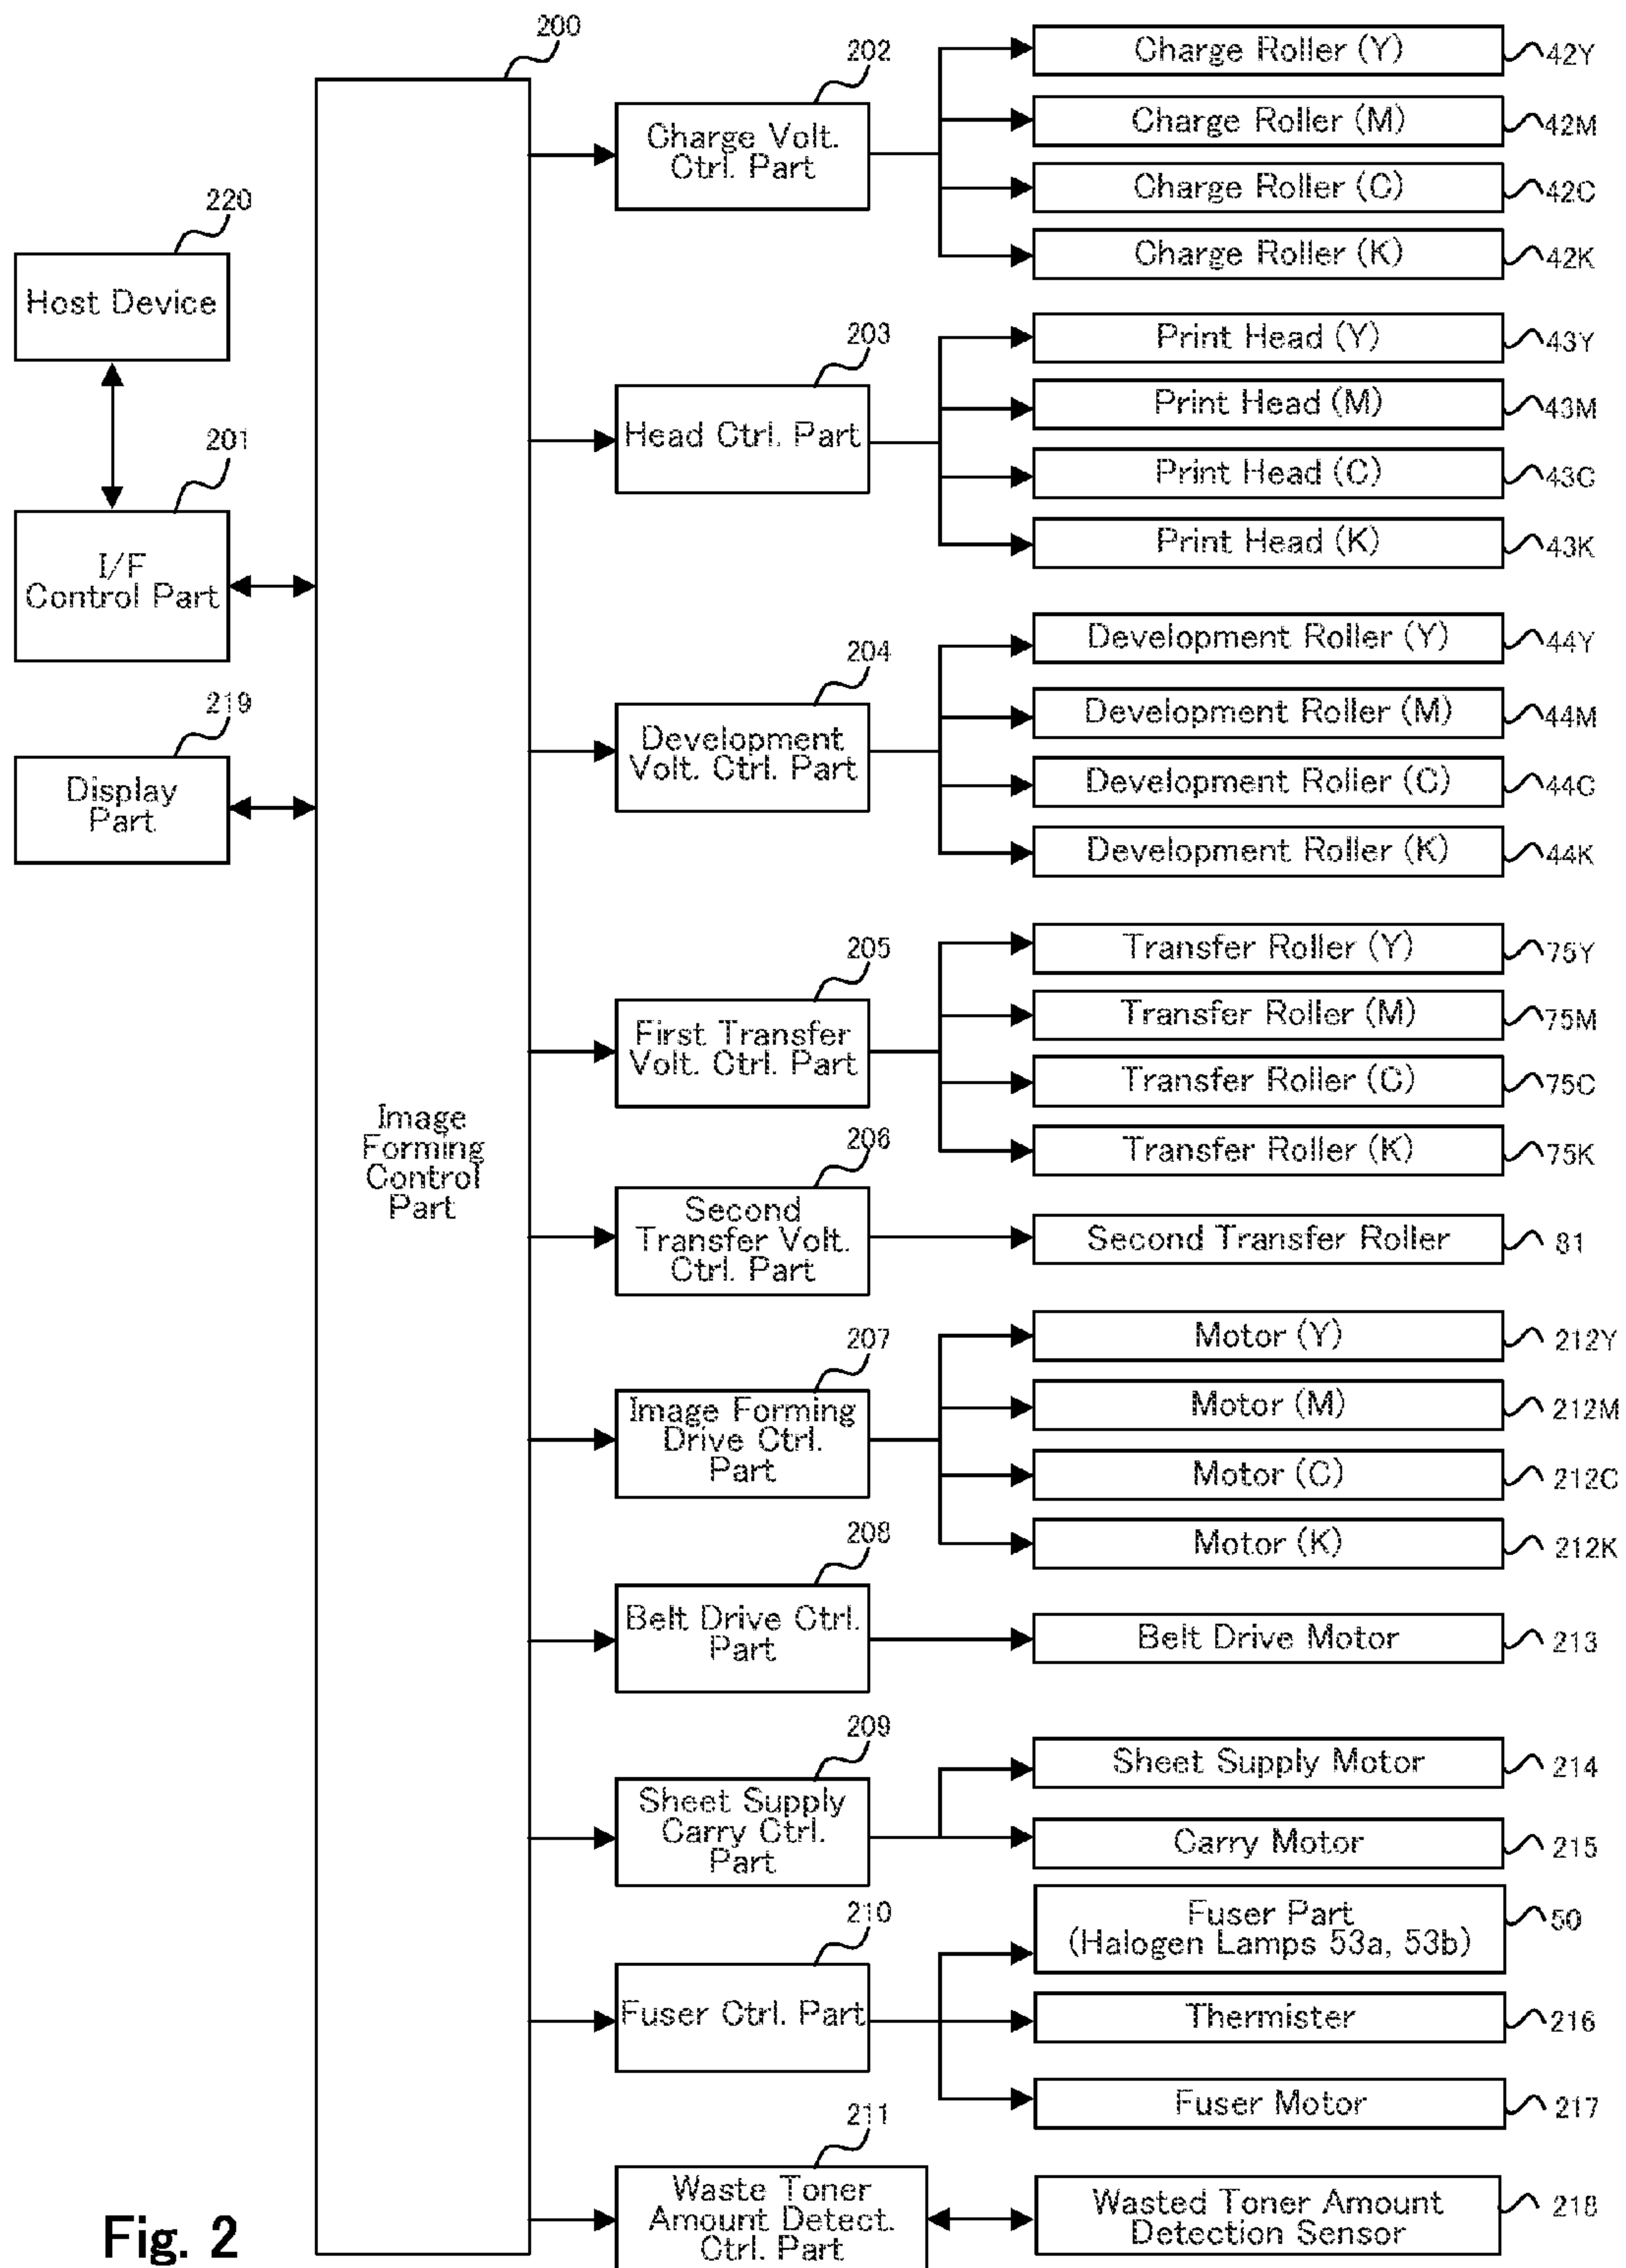 200
220
Host Device
201
I/F
Control Part
219
Display
Part
Image
Forming
Control
Part
202
Charge Volt.
Ctrl. Part
Charge Roller (Y)
42Y
Charge Roller (M)
42M
Charge Roller (C)
42C
Charge Roller (K)
42K
203
Head Ctrl. Part
Print Head (Y)
43Y
Print Head (M)
43M
Print Head (C)
43C
Print Head (K)
43K
204
Development
Volt. Ctrl. Part
Development Roller (Y)
44Y
Development Roller (M)
44M
Development Roller (C)
44C
Development Roller (K)
44K
205
First Transfer
Volt. Ctrl. Part
Transfer Roller (Y)
75Y
Transfer Roller (M)
75M
Transfer Roller (C)
75C
Transfer Roller (K)
75K
206
Second
Transfer Volt.
Ctrl. Part
Second Transfer Roller
81
207
Image Forming
Drive Ctrl.
Part
Motor (Y)
212Y
Motor (M)
212M
Motor (C)
212C
Motor (K)
212K
208
Belt Drive Ctrl.
Part
Belt Drive Motor
213
209
Sheet Supply
Carry Ctrl.
Part
Sheet Supply Motor
214
Carry Motor
215
210
Fuser Ctrl. Part
Fuser Part
(Halogen Lamps 53a, 53b)
50
Thermister
216
Fuser Motor
217
211
Waste Toner
Amount Detect.
Ctrl. Part
Wasted Toner Amount
Detection Sensor
218
Fig. 2